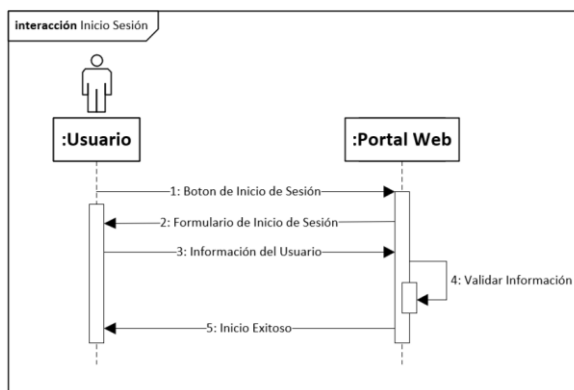 interacción Inicio Sesión
:Usuario
:Portal Web
1: Boton de Inicio de Sesión
2: Formulario de Inicio de Sesión
3: Información del Usuario
4: Validar Información
5: Inicio Exitoso